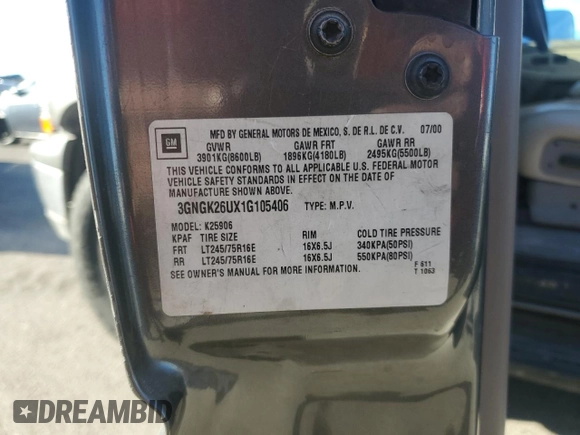 GM
MFD BY GENERAL MOTORS DE MEXICO, S. DE R.L. DE C.V. 07/00
GVWR GAWR FRT GAWR RR
3901KG(8600LB) 1896KG(4180LB) 2495KG(5500LB)
THIS VEHICLE CONFORMS TO ALL APPLICABLE U.S. FEDERAL MOTOR
VEHICLE SAFETY STANDARDS IN EFFECT ON THE DATE OF
MANUFACTURE SHOWN ABOVE.
3GNGK26UX1G105406 TYPE: M.P.V.
MODEL: K25906
KPAF TIRE SIZE RIM COLD TIRE PRESSURE
FRT LT245/75R16E 16X6.5J 340KPA(50PSI)
RR LT245/75R16E 16X6.5J 550KPA(80PSI)
SEE OWNER'S MANUAL FOR MORE INFORMATION.
F 611
T 1063
DREAMBID